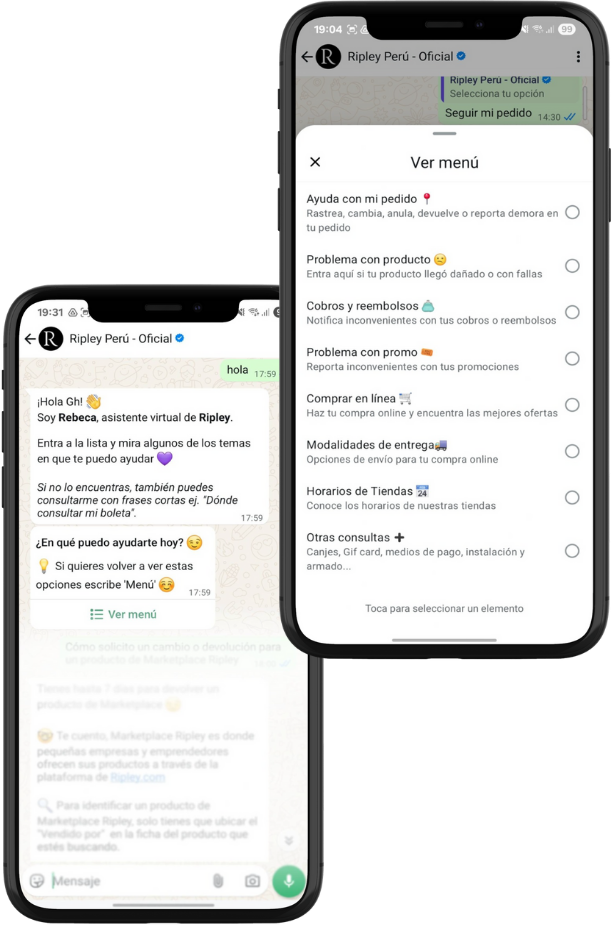 19:04
99
Ripley Perú - Oficial
Ripley Perú - Oficial
Selecciona tu opción
Seguir mi pedido 14:30
Ver menú
Ayuda con mi pedido 📍
Rastrea, cambia, anula, devuelve o reporta demora en
tu pedido
Problema con producto 😕
Entra aquí si tu producto llegó dañado o con fallas
Cobros y reembolsos 👛
Notifica inconvenientes con tus cobros o reembolsos
Problema con promo 🎟️
Reporta inconvenientes con tus promociones
Comprar en línea 🛒
Haz tu compra online y encuentra las mejores ofertas
Modalidades de entrega🚚
Opciones de envío para tu compra online
Horarios de Tiendas 📅
Conoce los horarios de nuestras tiendas
Otras consultas ➕
Canjes, Gif card, medios de pago, instalación y
armado...
Toca para seleccionar un elemento
19:31
Ripley Perú - Oficial
hola 17:59
¡Hola Gh! 👋
Soy Rebeca, asistente virtual de Ripley.
Entra a la lista y mira algunos de los temas
en que te puedo ayudar 💜
Si no lo encuentras, también puedes
consultarme con frases cortas ej. "Dónde
consultar mi boleta".
17:59
¿En qué puedo ayudarte hoy? 😉
💡 Si quieres volver a ver estas
opciones escribe 'Menú' ☺️
17:59
Ver menú
Cómo solicito un cambio o devolución para
un producto de Marketplace Ripley
Tienes hasta 7 días para devolver un
producto de Marketplace
Te cuento, Marketplace Ripley es donde
pequeñas empresas y emprendedores
ofrecen sus productos a través de la
plataforma de Ripley.com
🔍 Para identificar un producto de
Marketplace Ripley, solo tienes que ubicar el
"Vendido por" en la ficha del producto que
estés buscando.
Mensaje